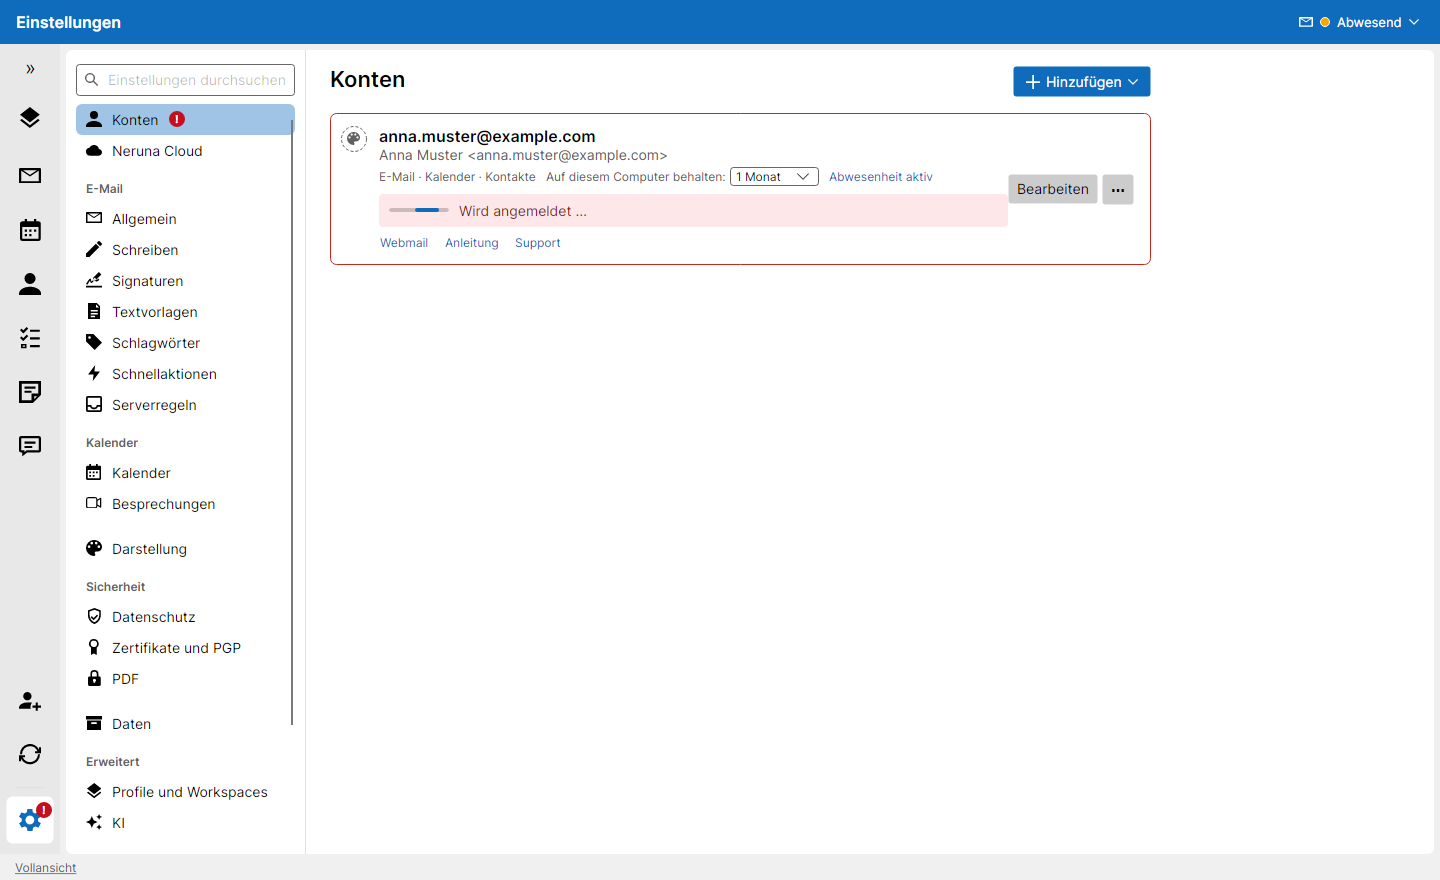 Einstellungen
Abwesend
»
Einstellungen durchsuchen
Konten !
Neruna Cloud
E-Mail
Allgemein
Schreiben
Signaturen
Textvorlagen
Schlagwörter
Schnellaktionen
Serverregeln
Kalender
Kalender
Besprechungen
Darstellung
Sicherheit
Datenschutz
Zertifikate und PGP
PDF
Daten
Erweitert
Profile und Workspaces
KI
!
Konten
Hinzufügen
anna.muster@example.com
Anna Muster <anna.muster@example.com>
E-Mail · Kalender · Kontakte Auf diesem Computer behalten: 1 Monat Abwesenheit aktiv
Bearbeiten ...
Wird angemeldet ...
Webmail Anleitung Support
Vollansicht